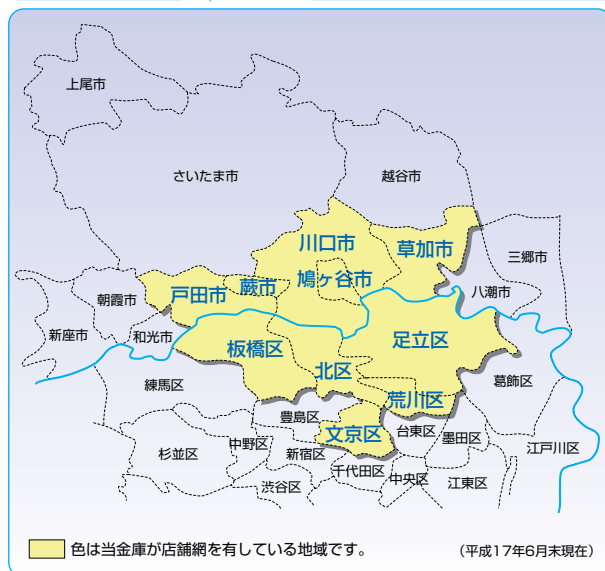 上尾市
さいたま市
越谷市
川口市
草加市
三郷市
鳩ヶ谷市
蕨市
戸田市
朝霞市
八潮市
新座市
和光市
足立区
板橋区
北区
練馬区
荒川区
葛飾区
豊島区
文京区
台東区
墨田区
杉並区
中野区
新宿区
江戸川区
千代田区
中央区
江東区
渋谷区
色は当金庫が店舗網を有している地域です。
(平成17年6月末現在)